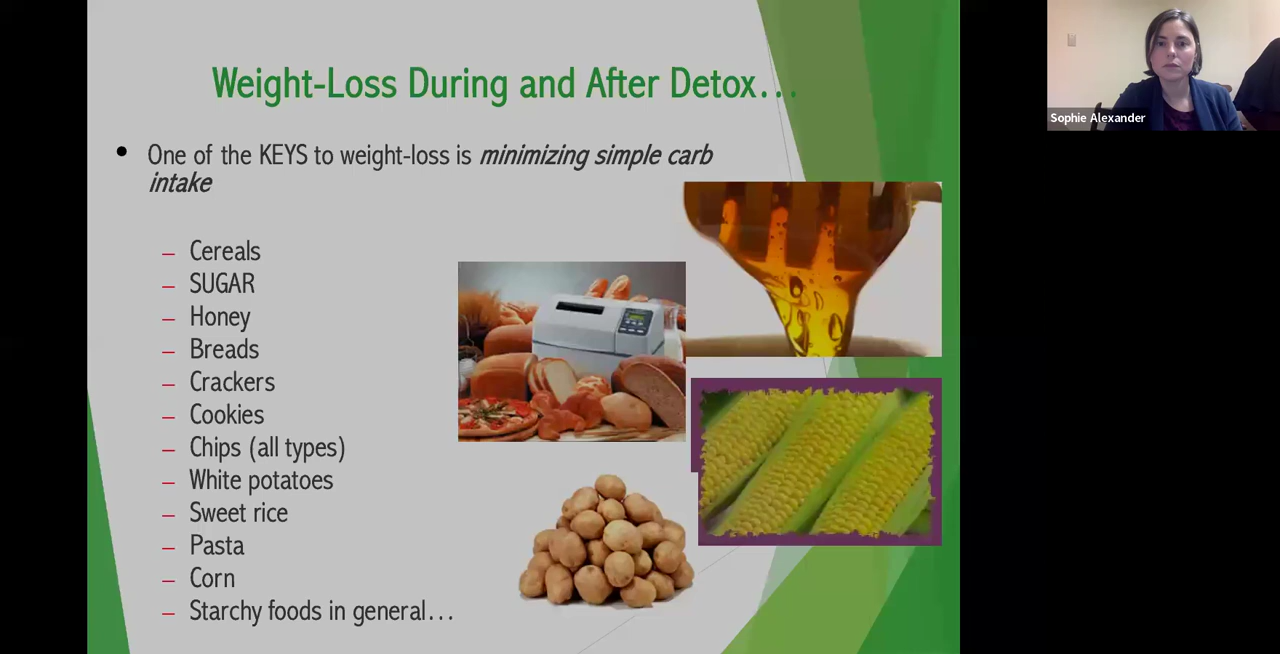 Weight-Loss During and After Detox…
Sophie Alexander
• One of the KEYS to weight-loss is minimizing simple carb
intake
– Cereals
– SUGAR
– Honey
– Breads
– Crackers
– Cookies
– Chips (all types)
– White potatoes
– Sweet rice
– Pasta
– Corn
– Starchy foods in general…